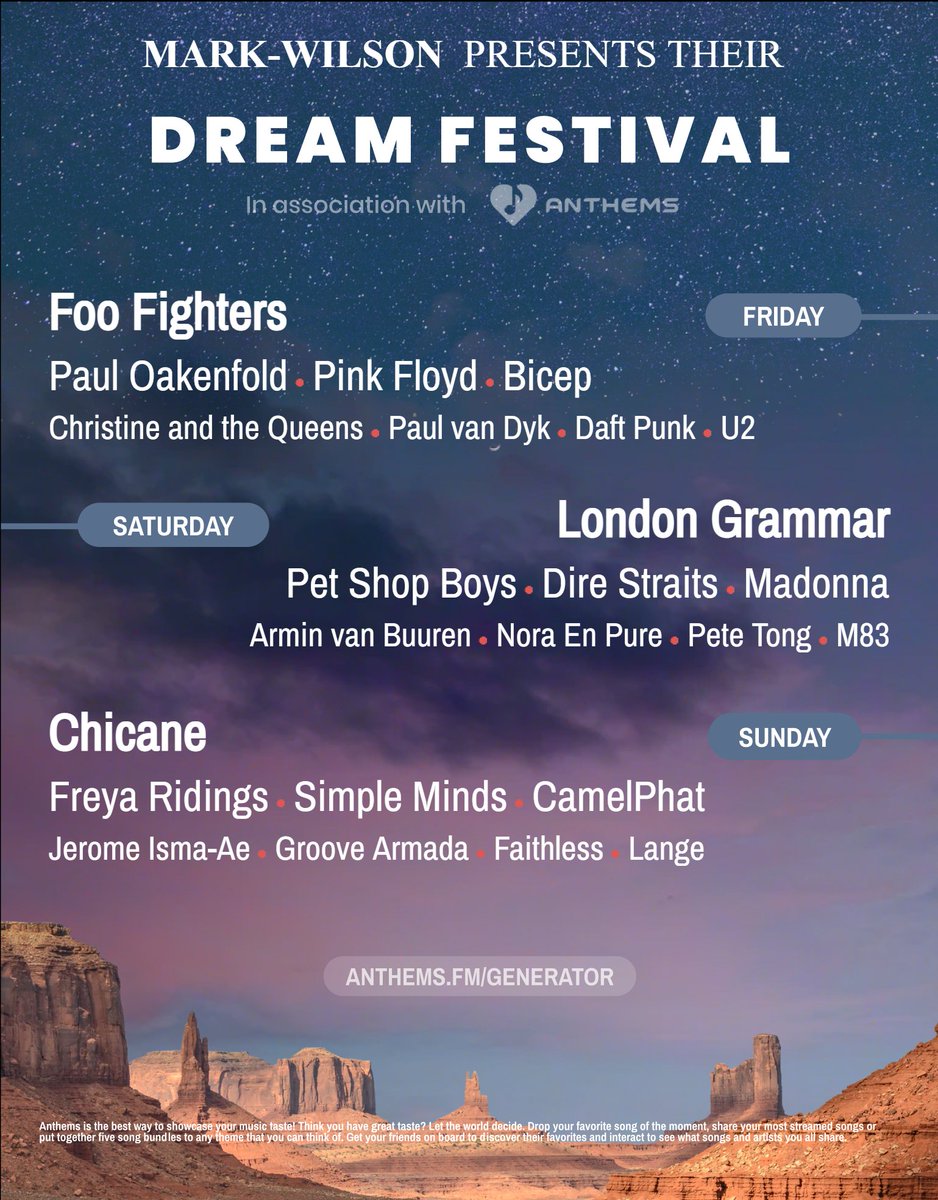 MARK-WILSON PRESENTS THEIR
DREAM FESTIVAL
In association with ANTHEMS
Foo Fighters
FRIDAY
Paul Oakenfold • Pink Floyd • Bicep
Christine and the Queens • Paul van Dyk • Daft Punk • U2
SATURDAY
London Grammar
Pet Shop Boys • Dire Straits • Madonna
Armin van Buuren • Nora En Pure • Pete Tong • M83
Chicane
SUNDAY
Freya Ridings • Simple Minds • CamelPhat
Jerome Isma-Ae • Groove Armada • Faithless • Lange
ANTHEMS.FM/GENERATOR
Anthems is the best way to showcase your music taste! Think you have great taste? Let the world decide. Drop your favorite song of the moment, share your most streamed songs or
put together five song bundles to any theme that you can think of. Get your friends on board to discover their favorites and interact to see what songs and artists you all share.